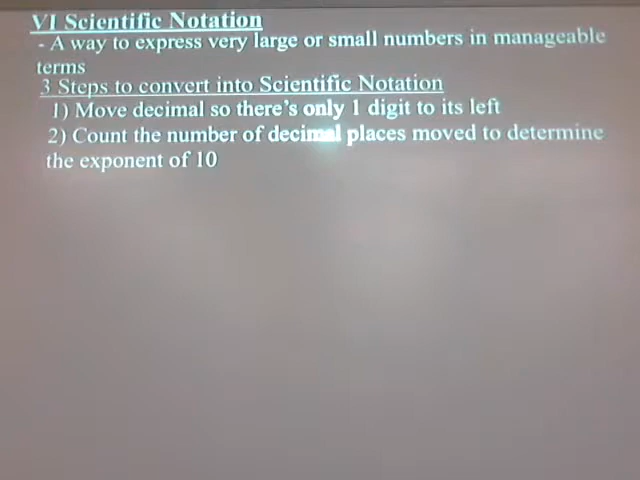 VI Scientific Notation
- A way to express very large or small numbers in manageable
terms
3 Steps to convert into Scientific Notation
1) Move decimal so there's only 1 digit to its left
2) Count the number of decimal places moved to determine
the exponent of 10